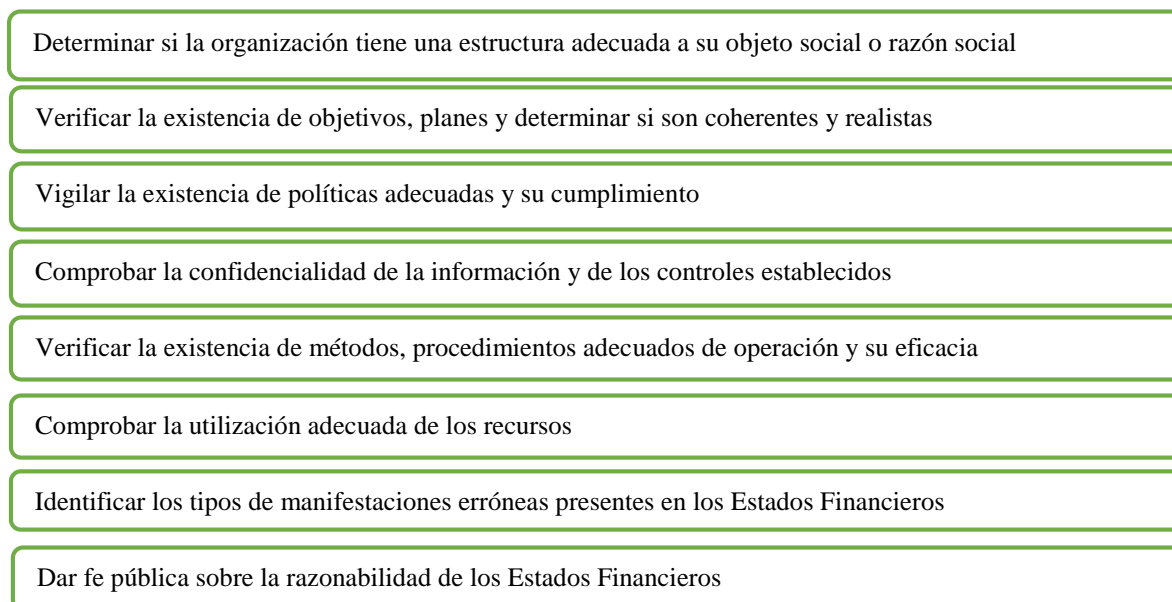 Determinar si la organización tiene una estructura adecuada a su objeto social o razón social
Verificar la existencia de objetivos, planes y determinar si son coherentes y realistas
Vigilar la existencia de políticas adecuadas y su cumplimiento
Comprobar la confidencialidad de la información y de los controles establecidos
Verificar la existencia de métodos, procedimientos adecuados de operación y su eficacia
Comprobar la utilización adecuada de los recursos
Identificar los tipos de manifestaciones erróneas presentes en los Estados Financieros
Dar fe pública sobre la razonabilidad de los Estados Financieros